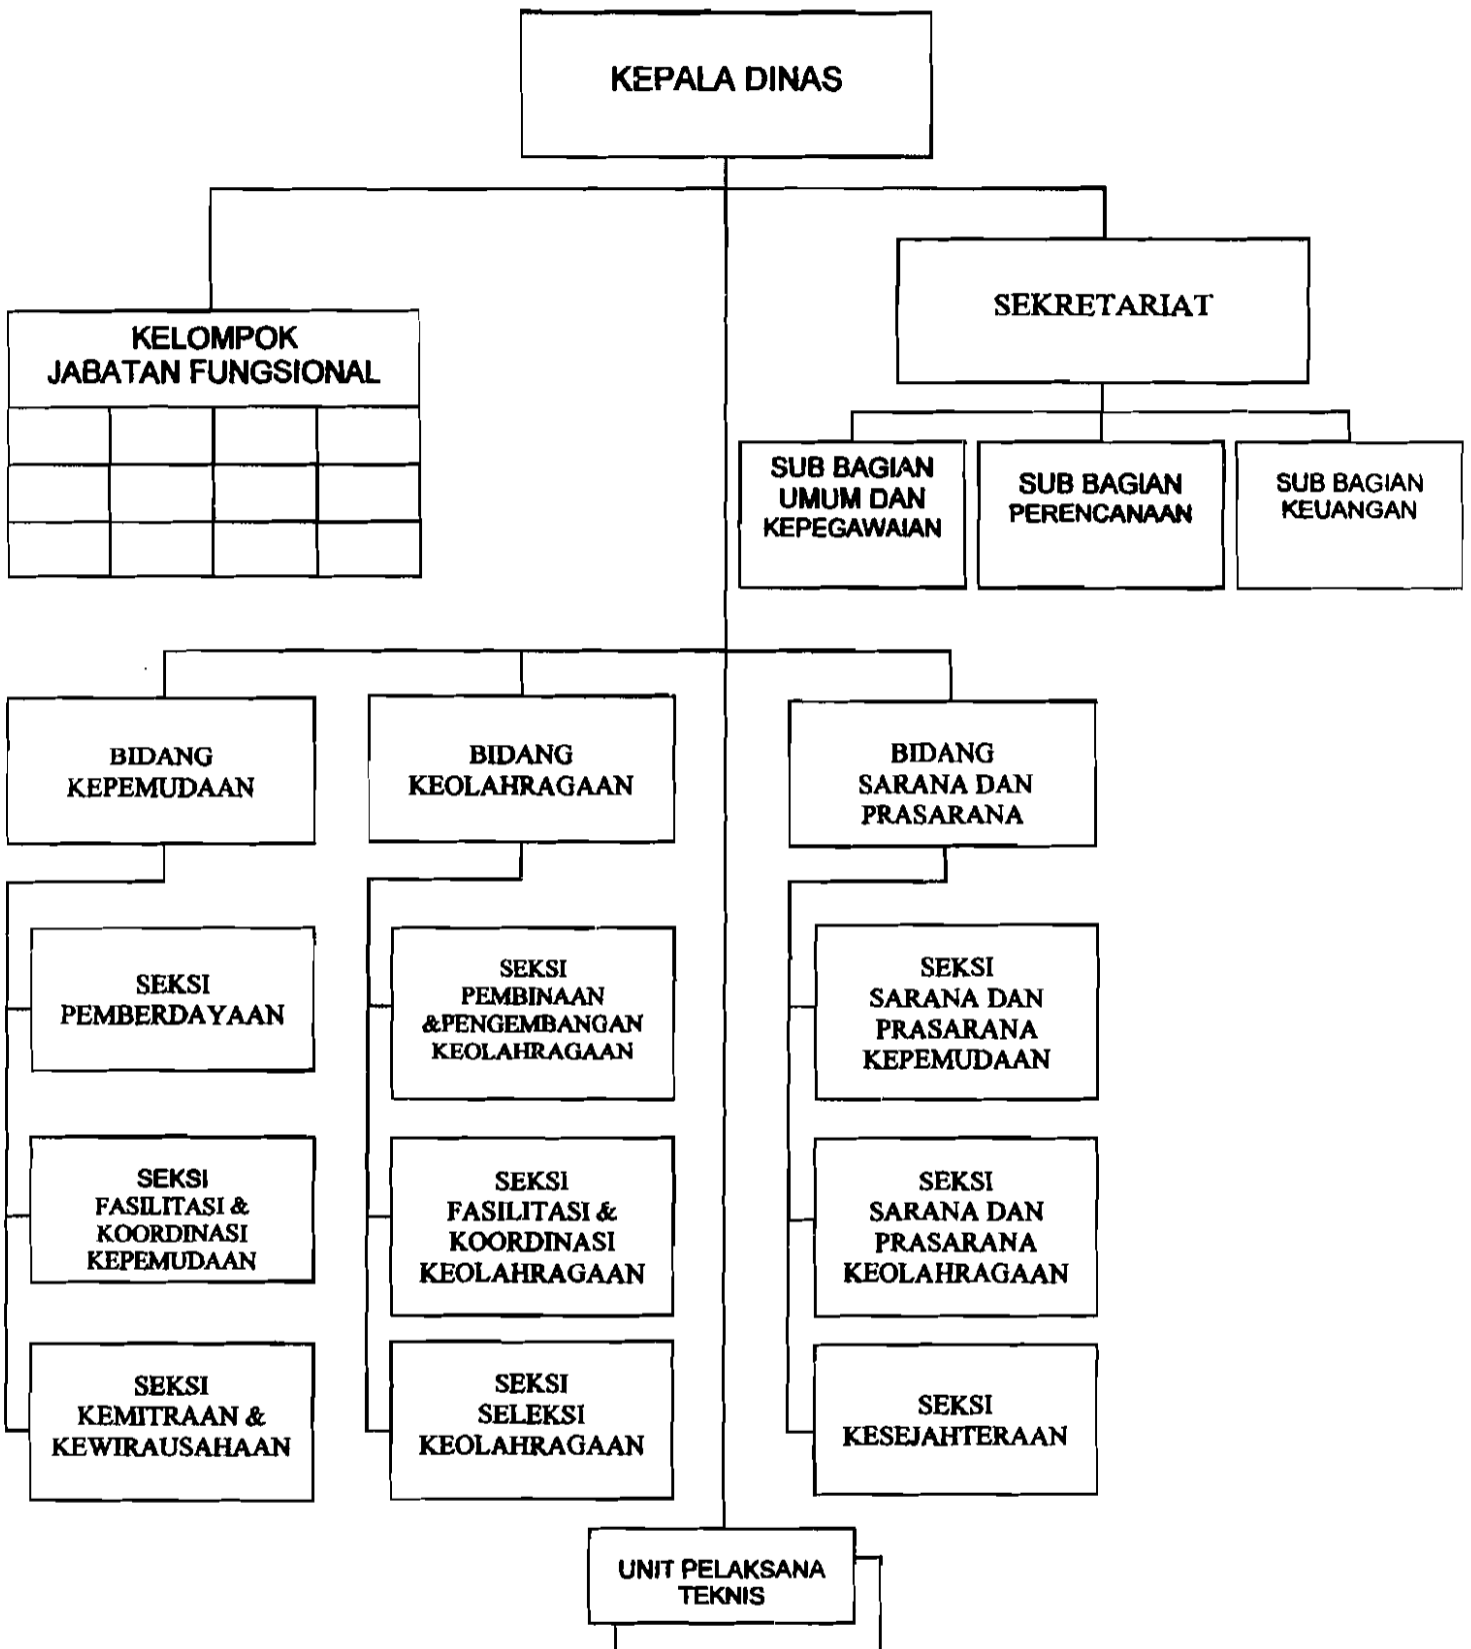 KEPALA DINAS
SEKRETARIAT
KELOMPOK
JABATAN FUNGSIONAL
SUB BAGIAN
UMUM DAN
KEPEGAWAIAN
SUB BAGIAN
PERENCANAAN
SUB BAGIAN
KEUANGAN
BIDANG
KEPEMUDAAN
BIDANG
KEOLAHRAGAAN
BIDANG
SARANA DAN
PRASARANA
SEKSI
PEMBERDAYAAN
SEKSI
PEMBINAAN
&PENGEMBANGAN
KEOLAHRAGAAN
SEKSI
SARANA DAN
PRASARANA
KEPEMUDAAN
SEKSI
FASILITASI &
KOORDINASI
KEPEMUDAAN
SEKSI
FASILITASI &
KOORDINASI
KEOLAHRAGAAN
SEKSI
SARANA DAN
PRASARANA
KEOLAHRAGAAN
SEKSI
KEMITRAAN &
KEWIRAUSAHAAN
SEKSI
SELEKSI
KEOLAHRAGAAN
SEKSI
KESEJAHTERAAN
UNIT PELAKSANA
TEKNIS